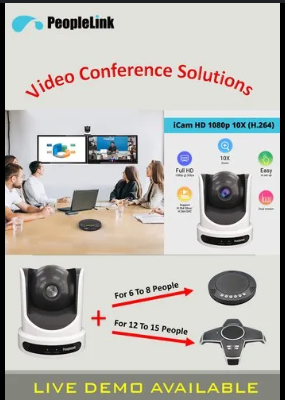 PeopleLink
Video Conference Solutions
iCam HD 1080p 10X (H.264)
10X
Full HD
Easy
For 6 To 8 People
For 12 To 15 People
LIVE DEMO AVAILABLE